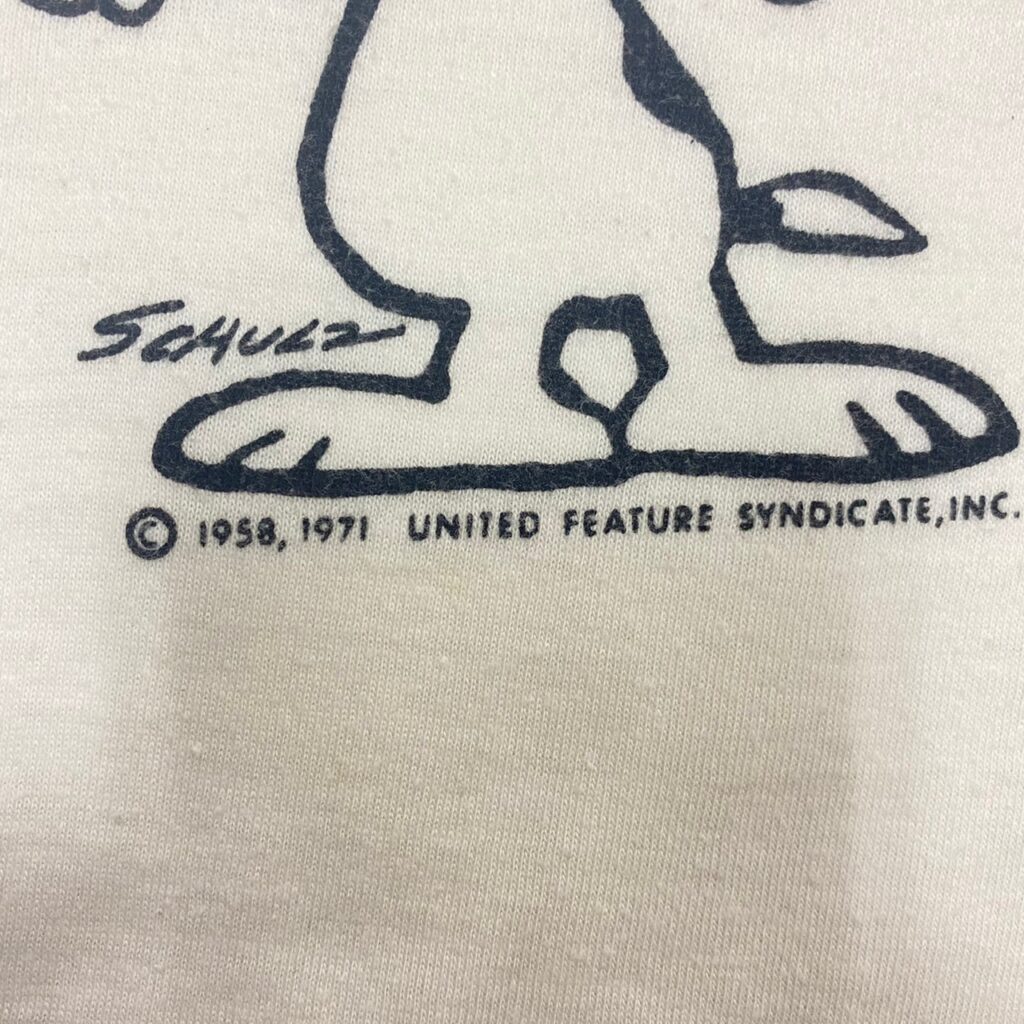 SCHULZ
© 1958, 1971 UNITED FEATURE SYNDICATE, INC.